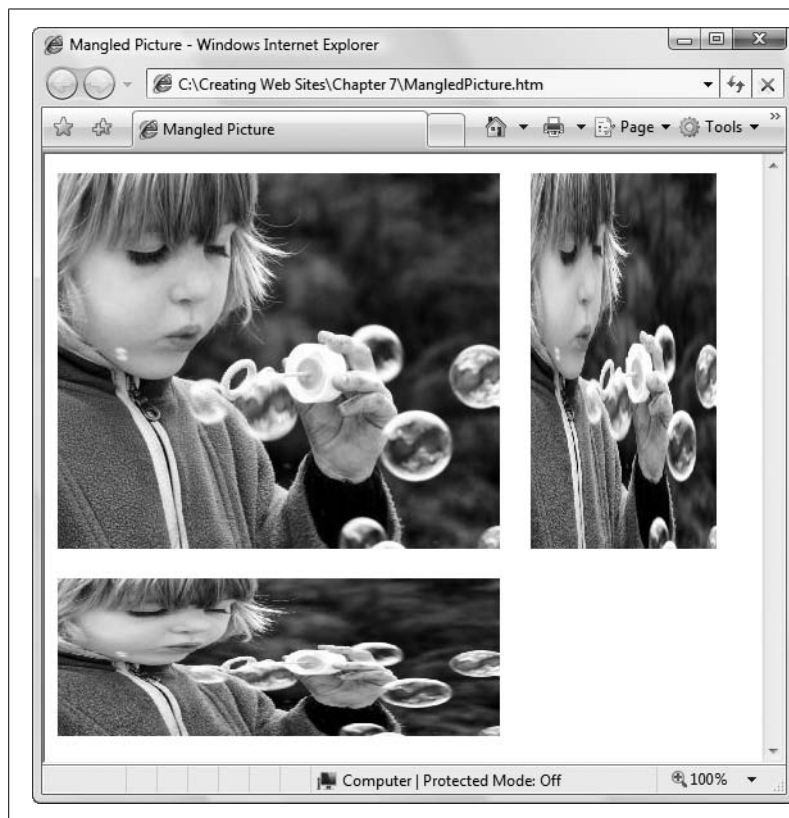 Mangled Picture - Windows Internet Explorer
C:\Creating Web Sites\Chapter 7\MangledPicture.htm
Mangled Picture
Page
Tools
Computer | Protected Mode: Off
100%